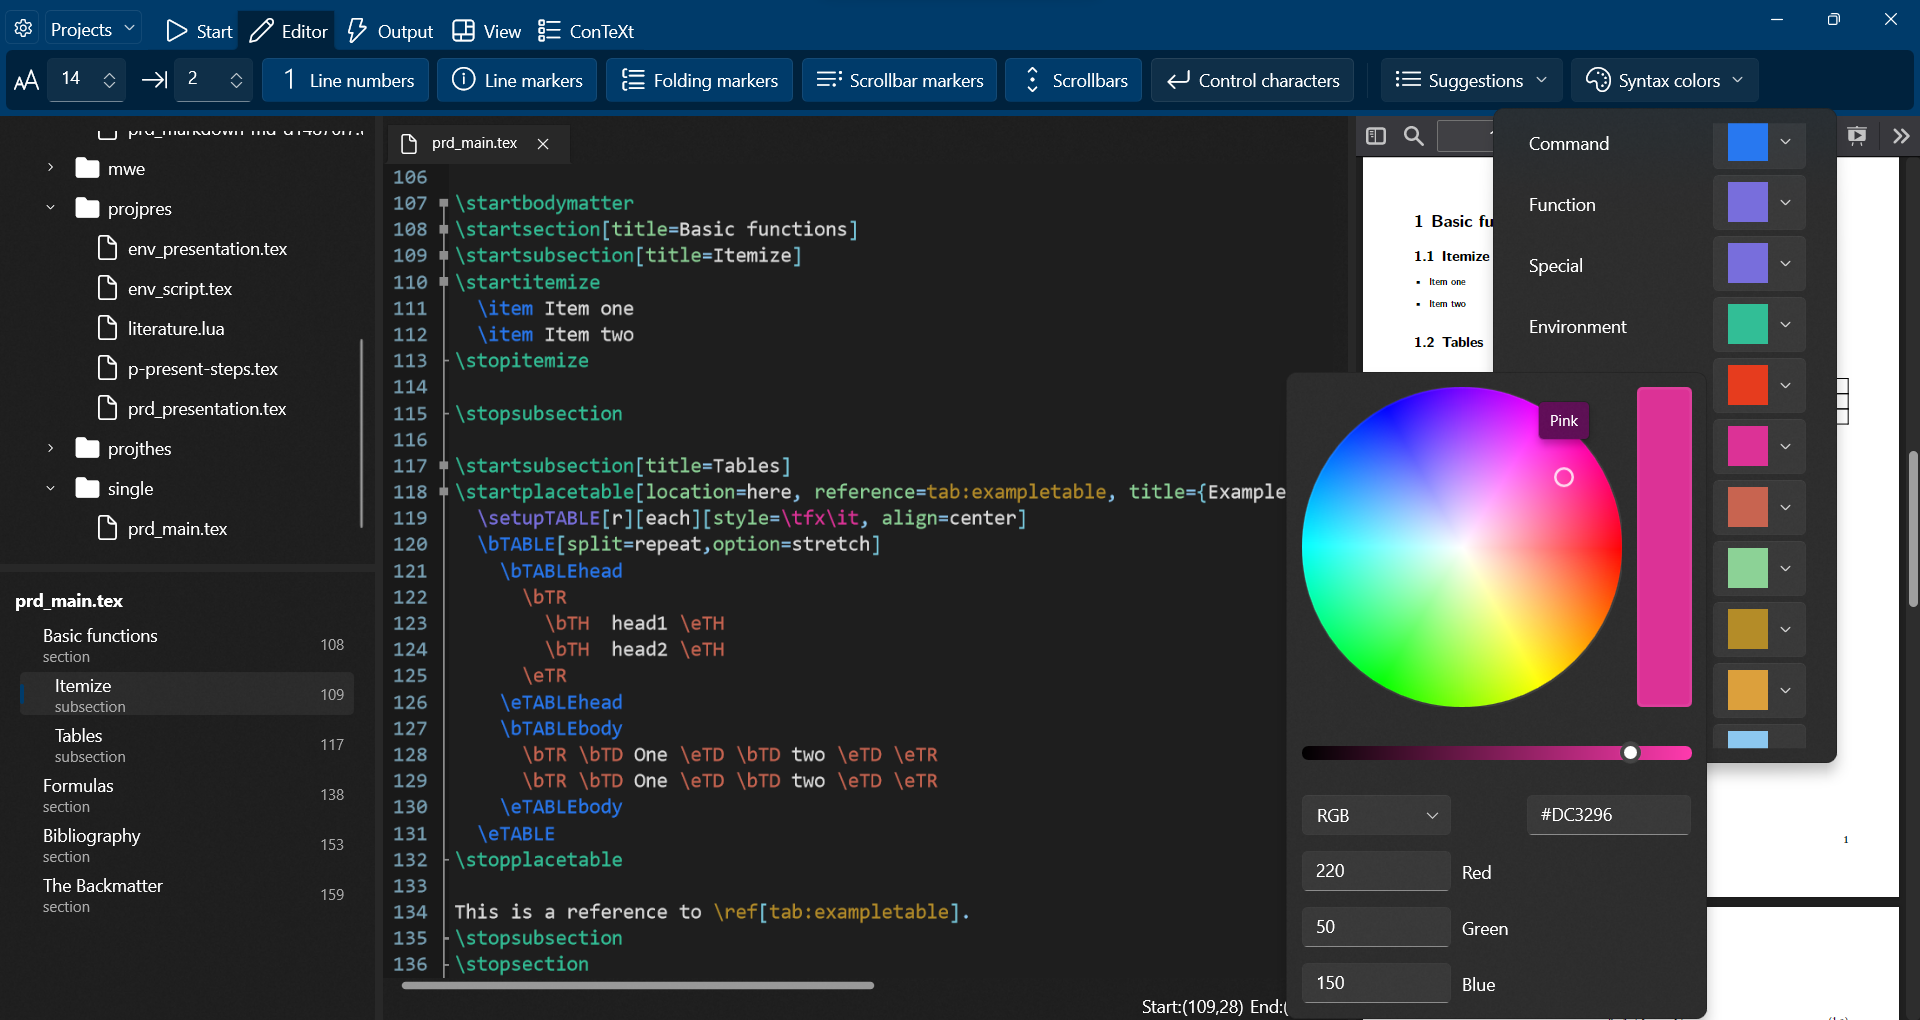 Projects
Start
Editor
Output
View
ConTeXt
14
2
1 Line numbers
Line markers
Folding markers
Scrollbar markers
Scrollbars
Control characters
Suggestions
Syntax colors
mwe
projpres
env_presentation.tex
env_script.tex
literature.lua
p-present-steps.tex
prd_presentation.tex
projthes
single
prd_main.tex
prd_main.tex
Basic functions 108
section
Itemize 109
subsection
Tables 117
subsection
Formulas 138
section
Bibliography 153
section
The Backmatter 159
section
prd_main.tex
106
107 \startbodymatter
108 \startsection[title=Basic functions]
109 \startsubsection[title=Itemize]
110 \startitemize
111 \item Item one
112 \item Item two
113 \stopitemize
114
115 \stopsubsection
116
117 \startsubsection[title=Tables]
118 \startplacetable[location=here, reference=tab:exampletable, title={Example
119 \setupTABLE[r][each][style=\tfx\it, align=center]
120 \bTABLE[split=repeat,option=stretch]
121 \bTABLEhead
122 \bTR
123 \bTH head1 \eTH
124 \bTH head2 \eTH
125 \eTR
126 \eTABLEhead
127 \bTABLEbody
128 \bTR \bTD One \eTD \bTD two \eTD \eTR
129 \bTR \bTD One \eTD \bTD two \eTD \eTR
130 \eTABLEbody
131 \eTABLE
132 \stopplacetable
133
134 This is a reference to \ref[tab:exampletable].
135 \stopsubsection
136 \stopsection
Start:(109,28) End:(
1 Basic fu
1.1 Itemize
Item one
Item two
1.2 Tables
1
Command
Function
Special
Environment
Pink
RGB
#DC3296
220 Red
50 Green
150 Blue